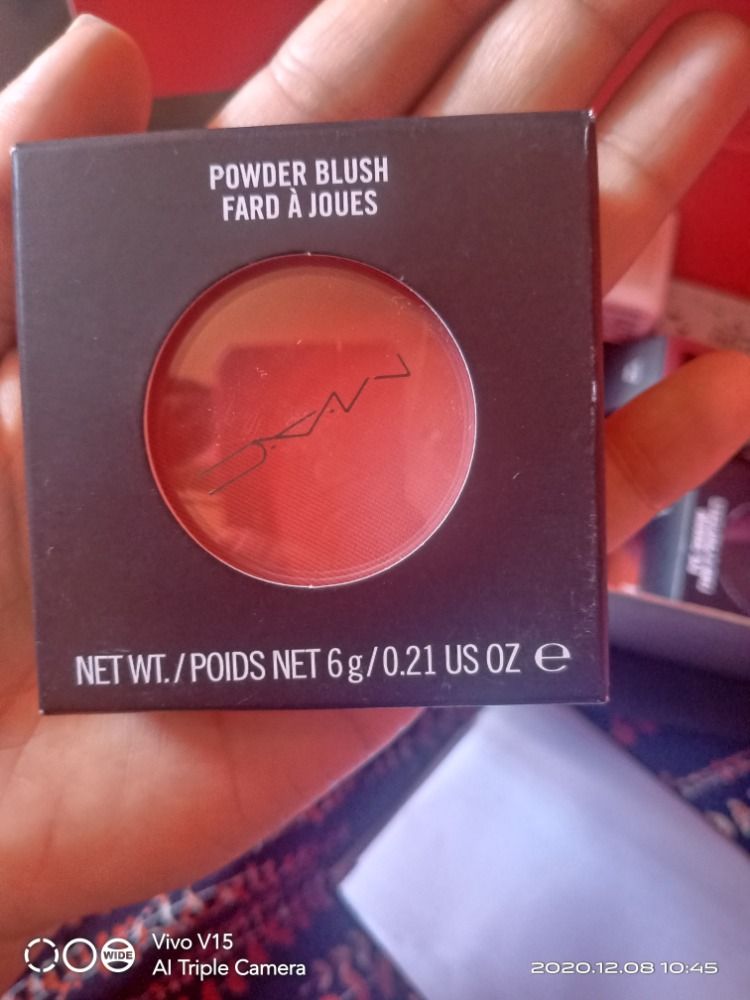 POWDER BLUSH
FARD À JOUES
NET WT. / POIDS NET 6 g / 0.21 US OZ ℮
WIDE
Vivo V15
AI Triple Camera
2020.12.08 10:45